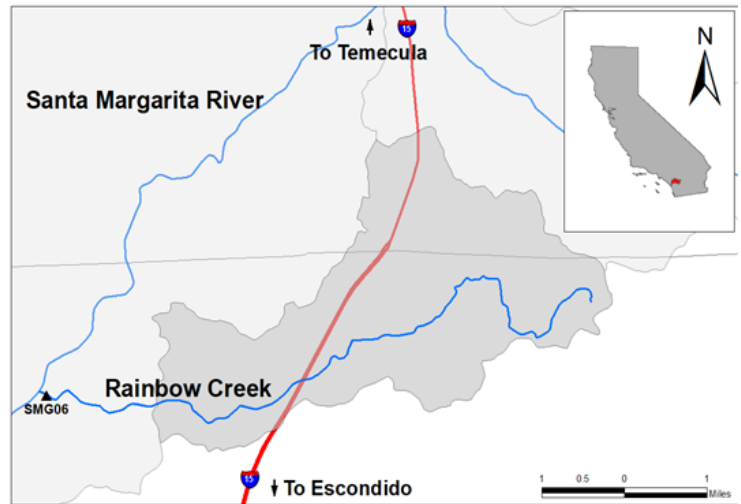 15
To Temecula
N
Santa Margarita River
Rainbow Creek
SMG06
15
To Escondido
1 0.5 0 1
Miles